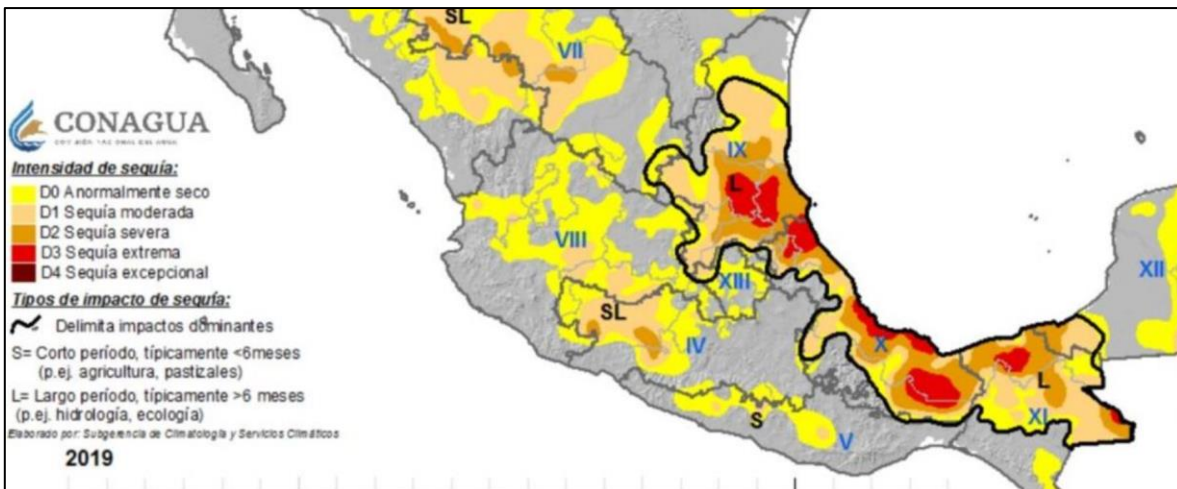 SL
VII
CONAGUA
Intensidad de sequía:
D0 Anormalmente seco
D1 Sequía moderada
D2 Sequía severa
D3 Sequía extrema
D4 Sequía excepcional
Tipos de impacto de sequía:
Delimita impactos dominantes
S= Corto período, típicamente <6meses
(p.ej. agricultura, pastizales)
L= Largo período, típicamente >6 meses
(p.ej. hidrología, ecología)
Elaborado por: Subgerencia de Climatología y Servicios Climáticos
2019
IX
L
VIII
XIII
XII
SL
IV
X
L
XI
S
V